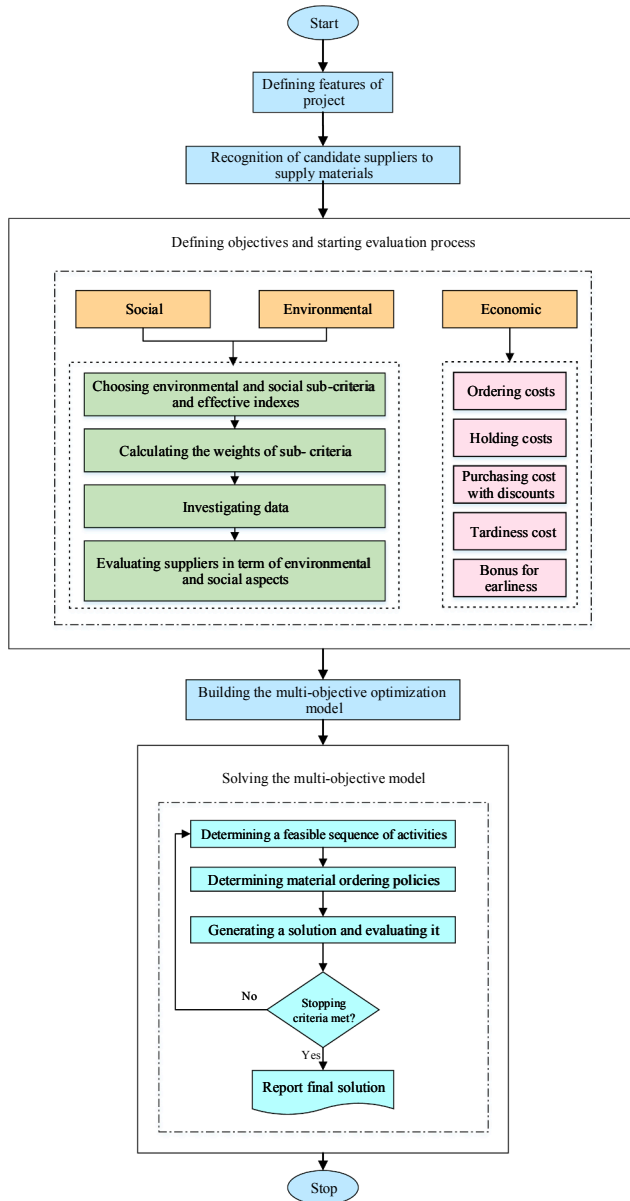 Start
Defining features of
project
Recognition of candidate suppliers to
supply materials
Defining objectives and starting evaluation process
Social
Environmental
Economic
Choosing environmental and social sub-criteria
and effective indexes
Calculating the weights of sub- criteria
Investigating data
Evaluating suppliers in term of environmental
and social aspects
Ordering costs
Holding costs
Purchasing cost
with discounts
Tardiness cost
Bonus for
earliness
Building the multi-objective optimization
model
Solving the multi-objective model
Determining a feasible sequence of activities
Determining material ordering policies
Generating a solution and evaluating it
No
Stopping
criteria met?
Yes
Report final solution
Stop